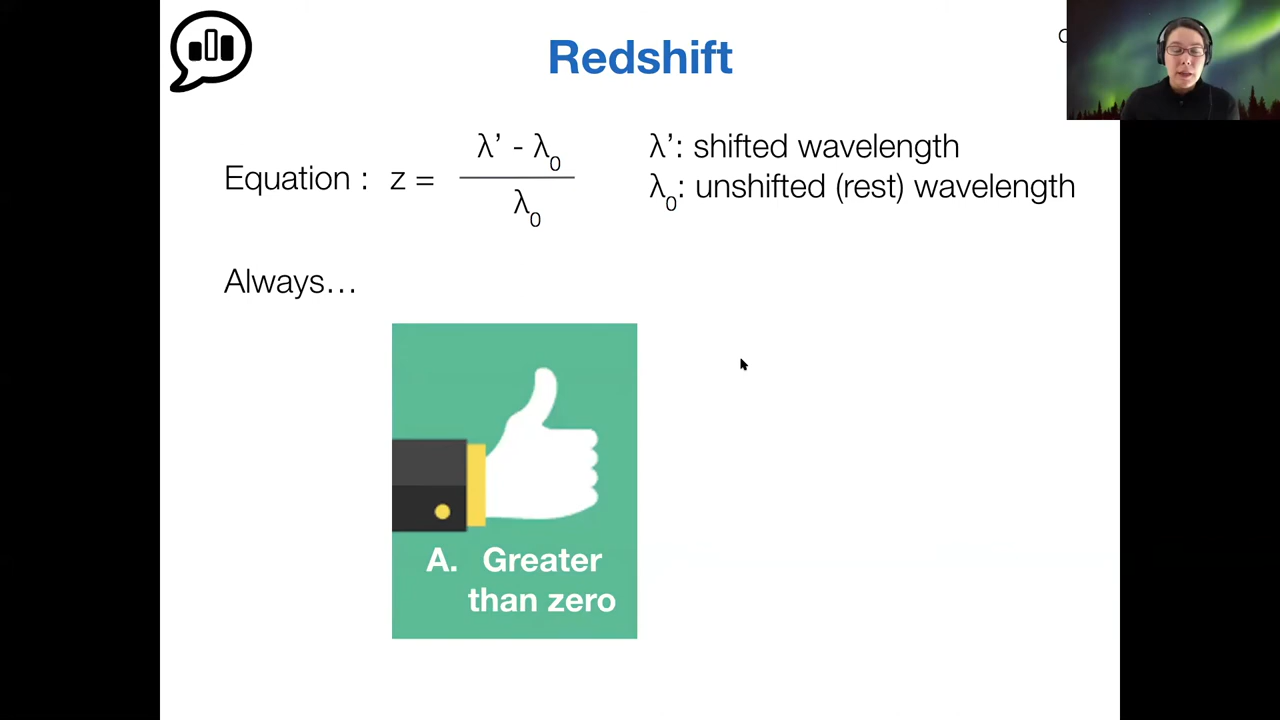 Redshift
Equation : z = λ’ - λ₀
λ₀
λ’: shifted wavelength
λ₀: unshifted (rest) wavelength
Always…
A. Greater
than zero